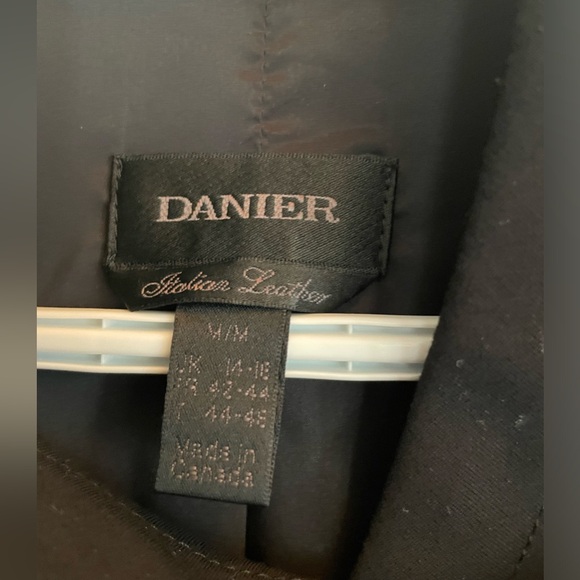 DANIER
Italian Leather
M/M
UK 14-16
FR 42-44
IT 44-46
Made in
Canada